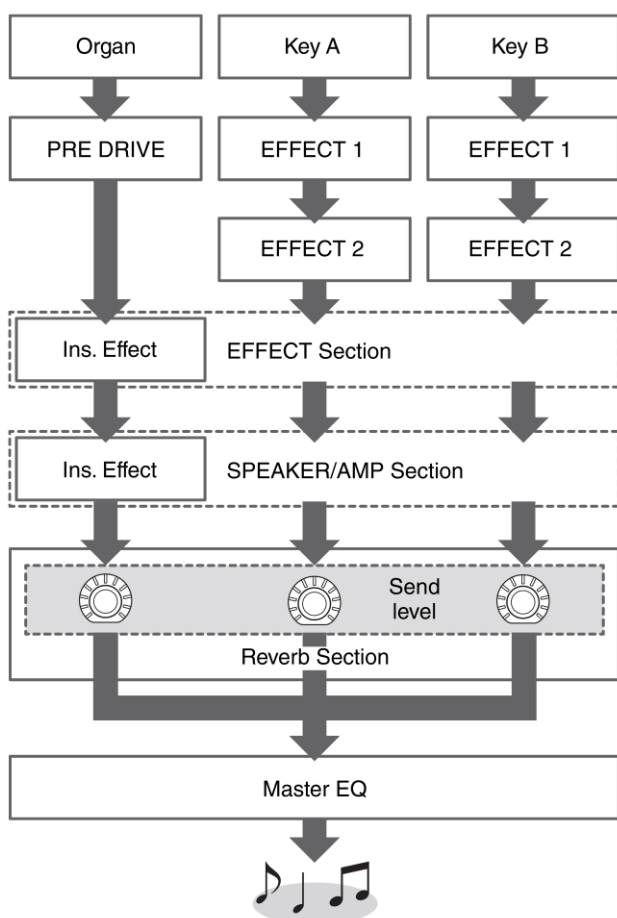 Organ
Key A
Key B
PRE DRIVE
EFFECT 1
EFFECT 1
EFFECT 2
EFFECT 2
Ins. Effect
EFFECT Section
Ins. Effect
SPEAKER/AMP Section
Send
level
Reverb Section
Master EQ